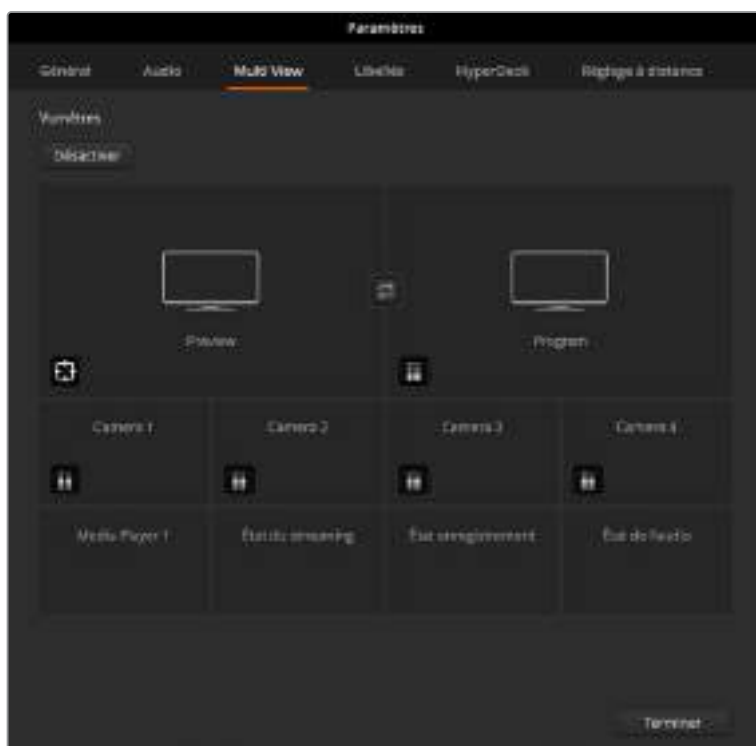 Paramètres
Général Audio Multi View Libellés HyperDeck Réglage à distance
Vumètres
Désactiver
Preview Program
Camera 1 Camera 2 Camera 3 Camera 4
Media Player 1 État du streaming État enregistrement État de l'audio
Terminer